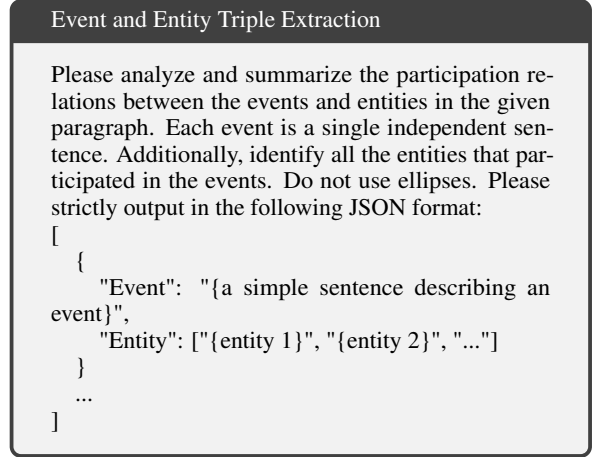 Event and Entity Triple Extraction
Please analyze and summarize the participation re-
lations between the events and entities in the given
paragraph. Each event is a single independent sen-
tence. Additionally, identify all the entities that par-
ticipated in the events. Do not use ellipses. Please
strictly output in the following JSON format:
[
{
"Event": "{a simple sentence describing an
event}",
"Entity": ["{entity 1}", "{entity 2}", "..."]
}
...
]